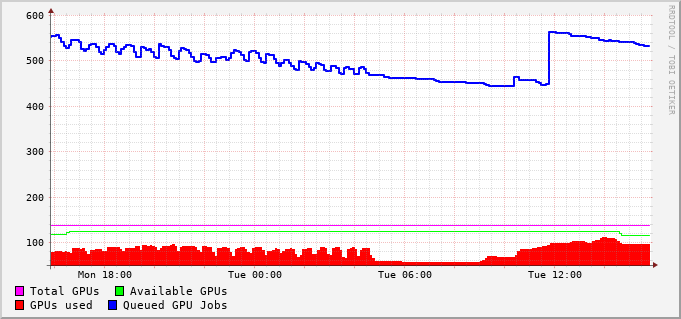 600
500
400
300
200
100
Mon 18:00 Tue 00:00 Tue 06:00 Tue 12:00
Total GPUs Available GPUs
GPUs used Queued GPU Jobs
RRDTOOL / TOBI OETIKER